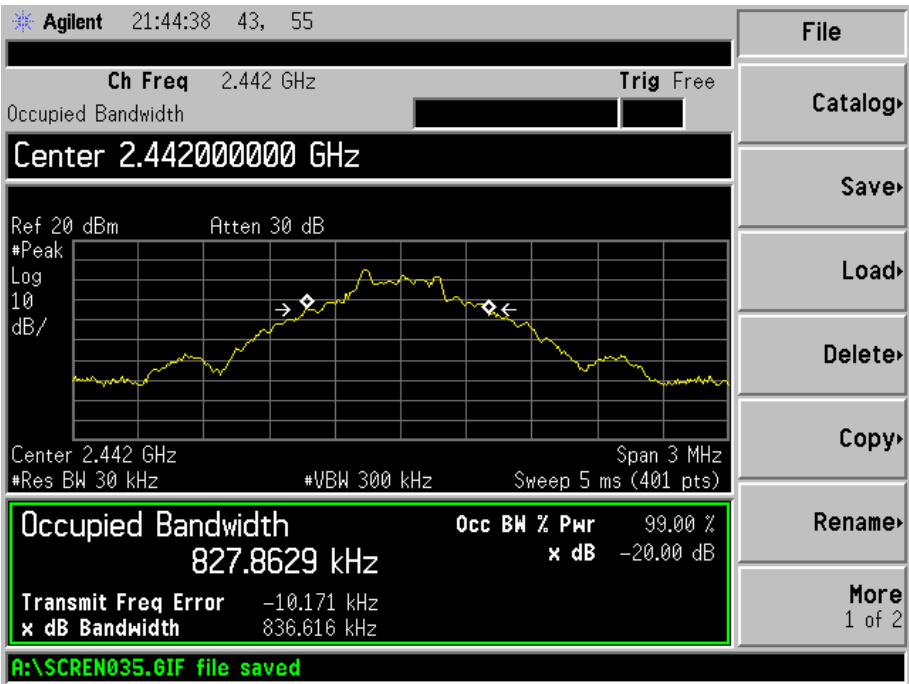 Agilent 21:44:38 43, 55
Ch Freq 2.442 GHz Trig Free
Occupied Bandwidth
Center 2.442000000 GHz
Ref 20 dBm Atten 30 dB
#Peak
Log
10
dB/
Center 2.442 GHz Span 3 MHz
#Res BW 30 kHz #VBW 300 kHz Sweep 5 ms (401 pts)
Occupied Bandwidth
827.8629 kHz
Occ BW % Pwr 99.00 %
x dB -20.00 dB
Transmit Freq Error -10.171 kHz
x dB Bandwidth 836.616 kHz
A:\SCREN035.GIF file saved
File
Catalog
Save
Load
Delete
Copy
Rename
More
1 of 2